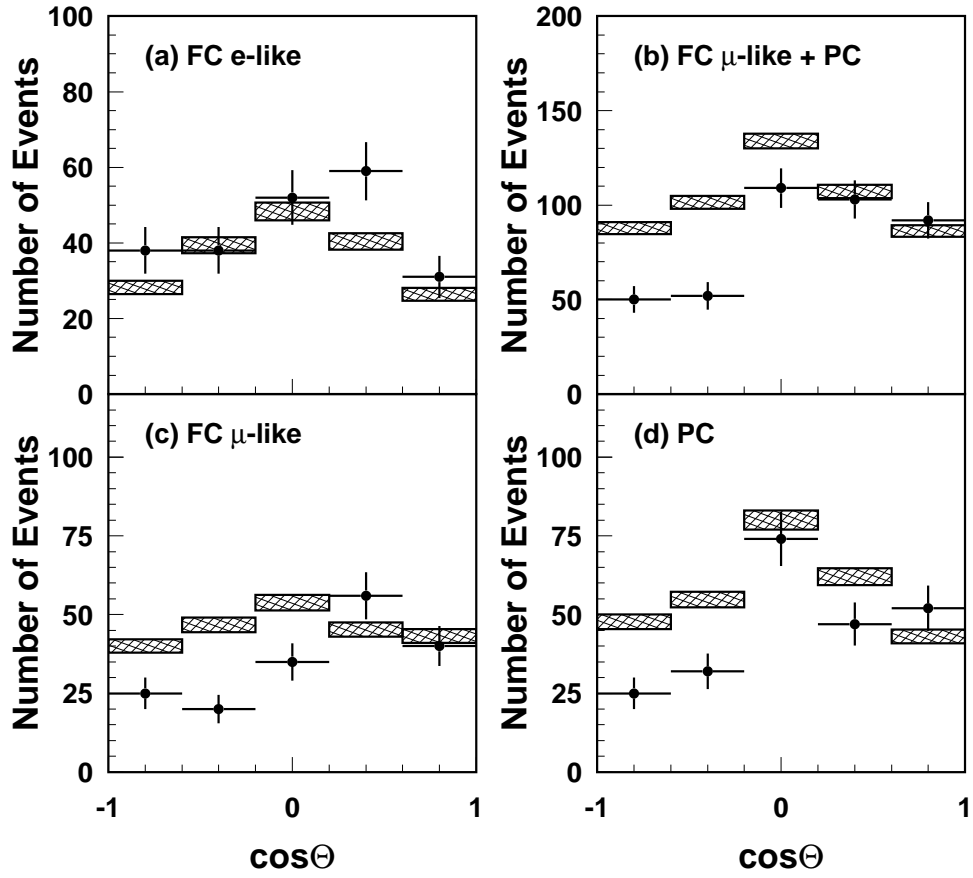 (a) FC e-like
Number of Events
100
80
60
40
20
0
(b) FC μ-like + PC
Number of Events
200
150
100
50
0
(c) FC μ-like
Number of Events
100
75
50
25
0
-1
0
1
cosΘ
(d) PC
Number of Events
100
75
50
25
0
-1
0
1
cosΘ